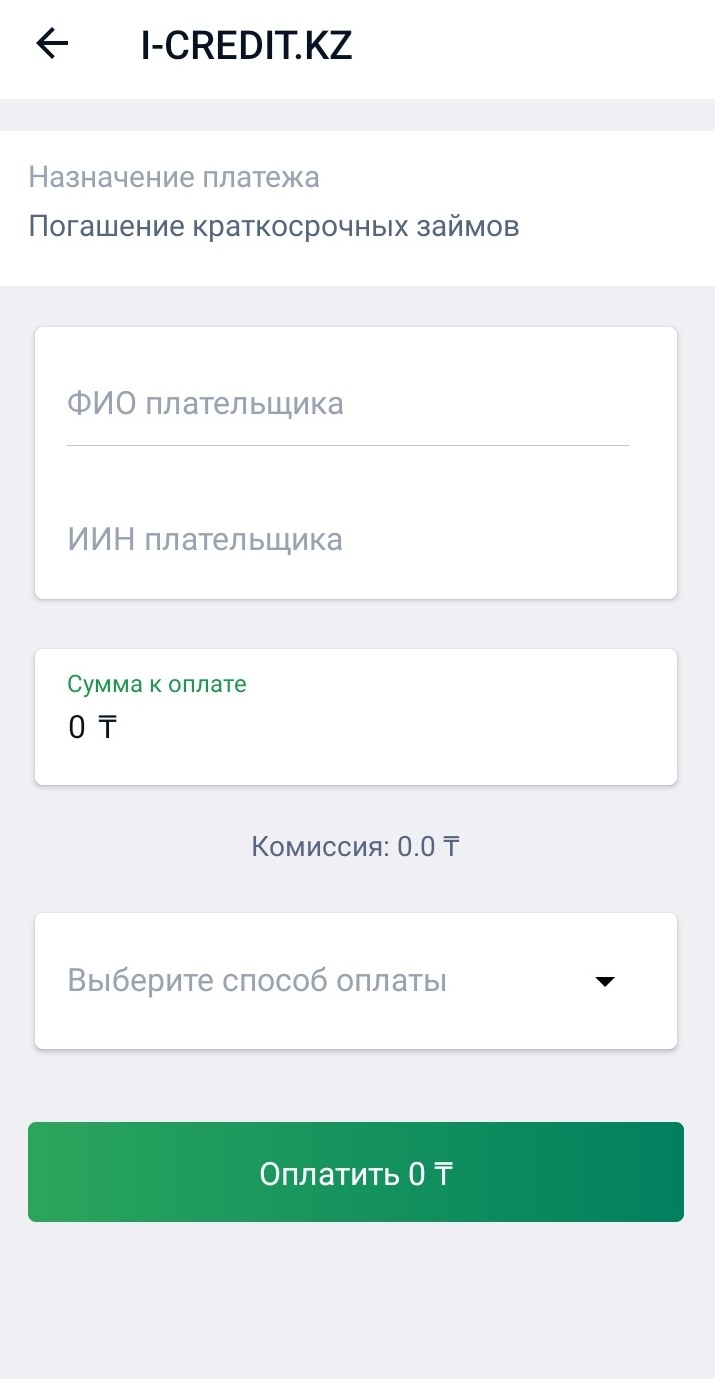 I-CREDIT.KZ
Назначение платежа
Погашение краткосрочных займов
ФИО плательщика
ИИН плательщика
Сумма к оплате
0 ₸
Комиссия: 0.0 ₸
Выберите способ оплаты
Оплатить 0 ₸